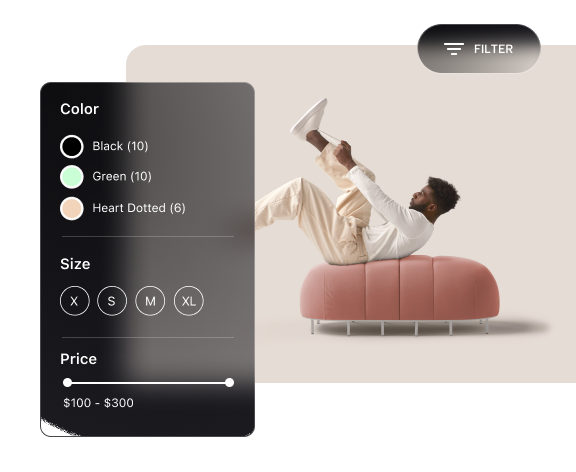 FILTER
Color
Black (10)
Green (10)
Heart Dotted (6)
Size
X S M XL
Price
$100 - $300